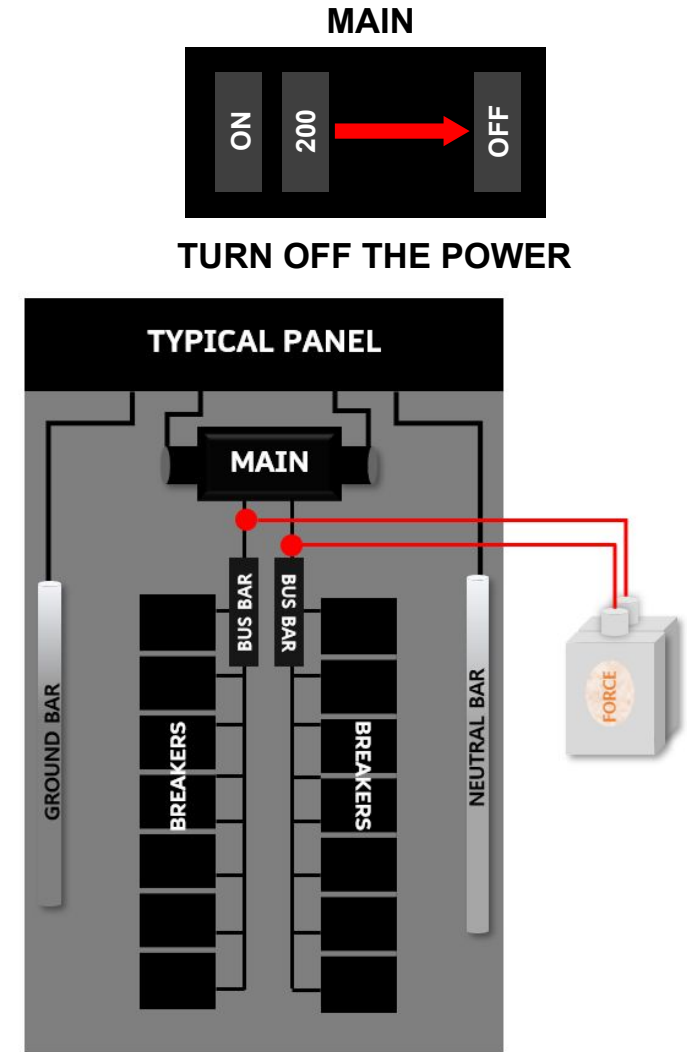 MAIN
ON
200
OFF
TURN OFF THE POWER
TYPICAL PANEL
MAIN
BUS BAR
BUS BAR
GROUND BAR
BREAKERS
BREAKERS
NEUTRAL BAR
FORCE